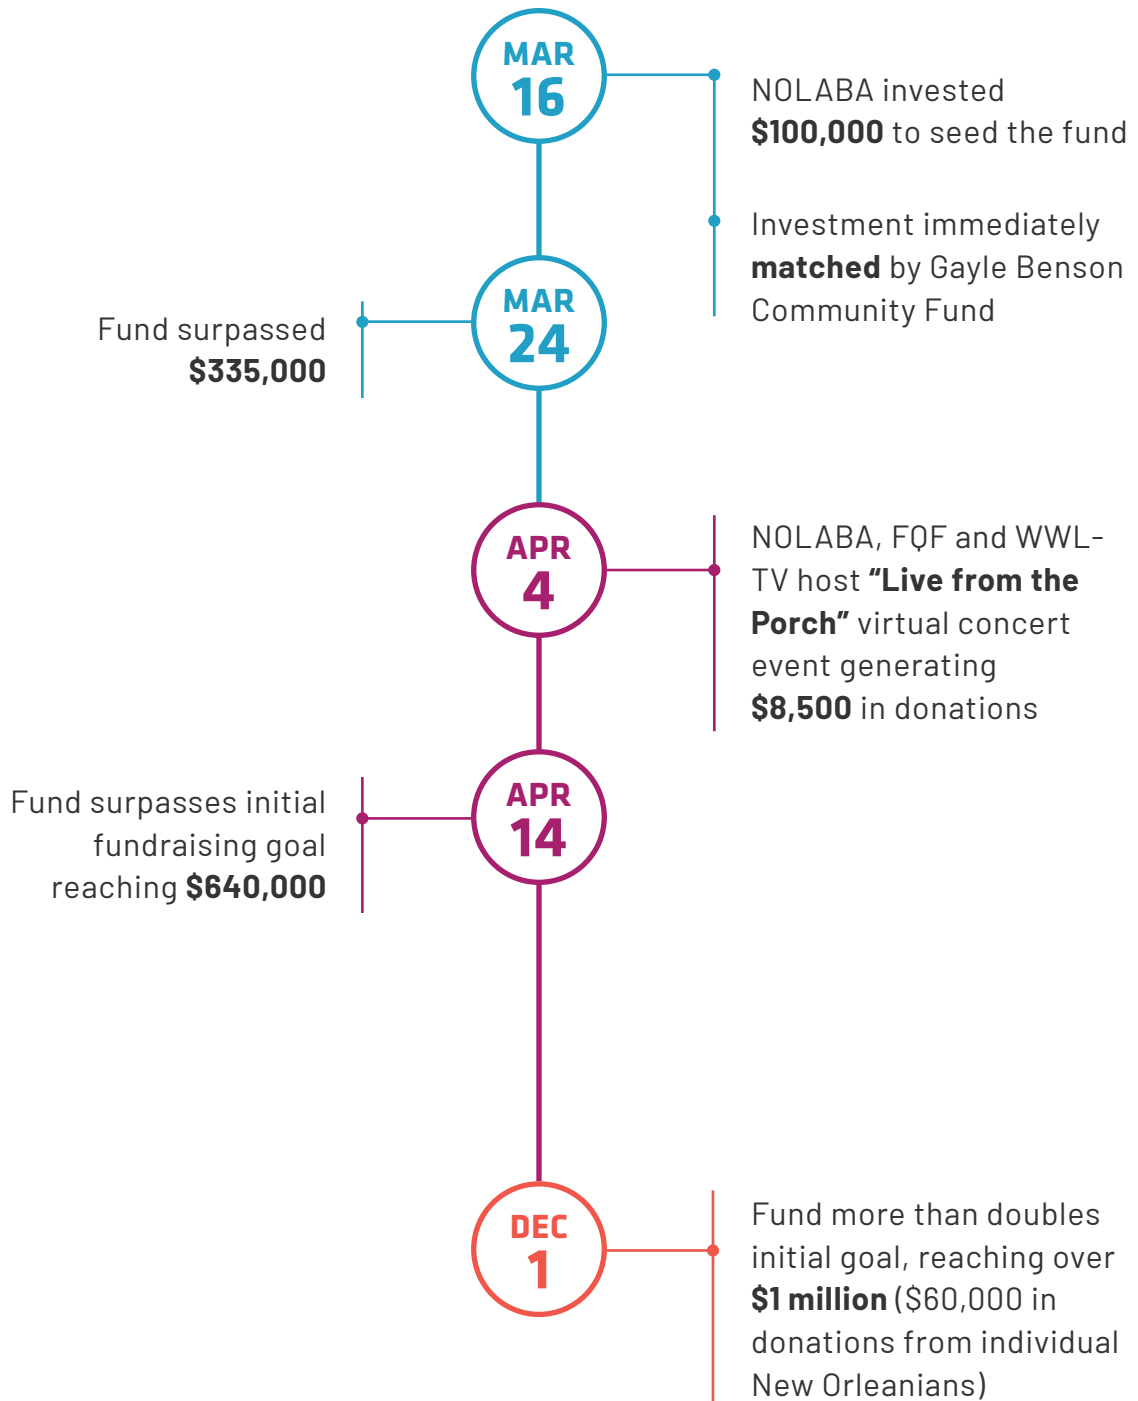 MAR
16
NOLABA invested
$100,000 to seed the fund
Investment immediately
matched by Gayle Benson
Community Fund
MAR
24
Fund surpassed
$335,000
APR
4
NOLABA, FQF and WWL-
TV host “Live from the
Porch” virtual concert
event generating
$8,500 in donations
APR
14
Fund surpasses initial
fundraising goal
reaching $640,000
DEC
1
Fund more than doubles
initial goal, reaching over
$1 million ($60,000 in
donations from individual
New Orleanians)